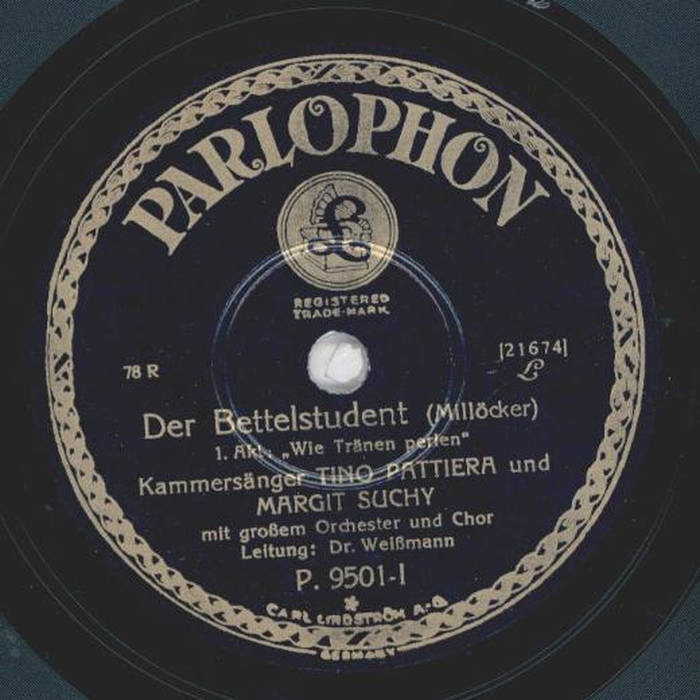 PARLOPHON
£
REGISTERED
TRADE-MARK.
78 R
[21674]
L
Der Bettelstudent (Millöcker)
1. Akt: „Wie Tränen perlen"
Kammersänger TINO PATTIERA und
MARGIT SUCHY
mit großem Orchester und Chor
Leitung: Dr. Weißmann
P. 9501-I
CARL LINDSTRÖM A-G
GERMANY